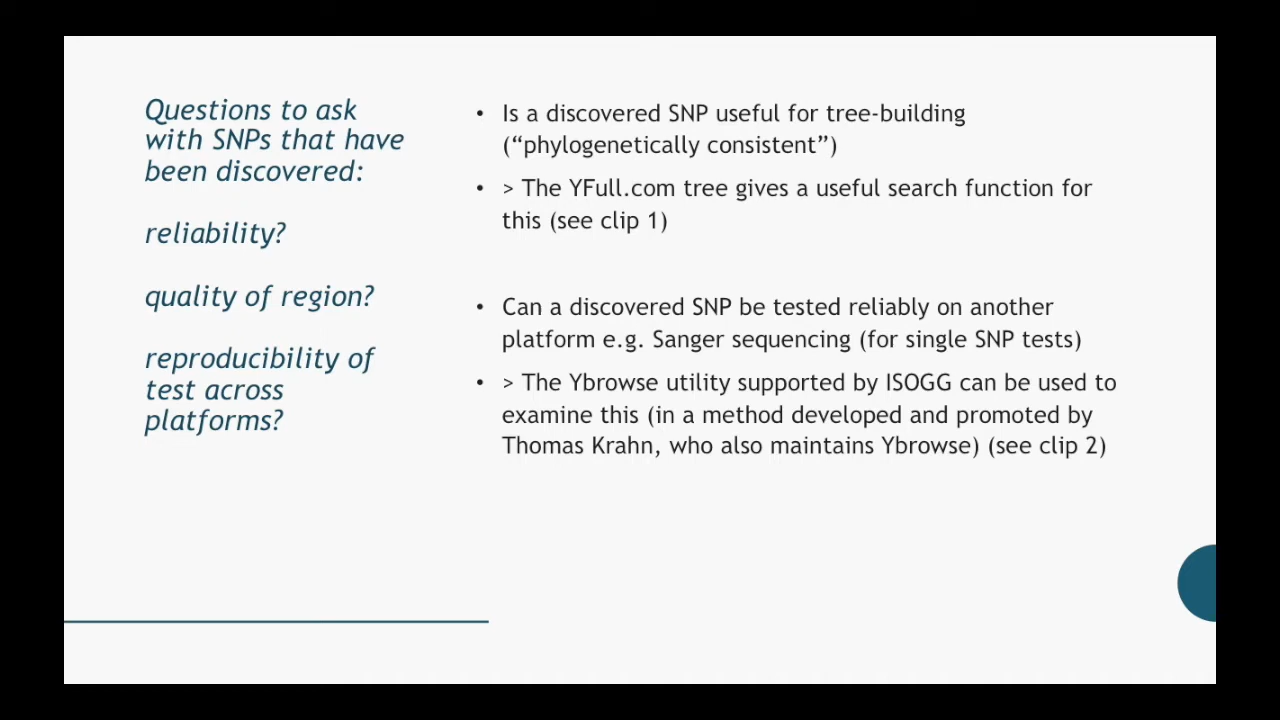 Questions to ask
with SNPs that have
been discovered:
reliability?
quality of region?
reproducibility of
test across
platforms?
• Is a discovered SNP useful for tree-building
(“phylogenetically consistent”)
• > The YFull.com tree gives a useful search function for
this (see clip 1)
• Can a discovered SNP be tested reliably on another
platform e.g. Sanger sequencing (for single SNP tests)
• > The Ybrowse utility supported by ISOGG can be used to
examine this (in a method developed and promoted by
Thomas Krahn, who also maintains Ybrowse) (see clip 2)